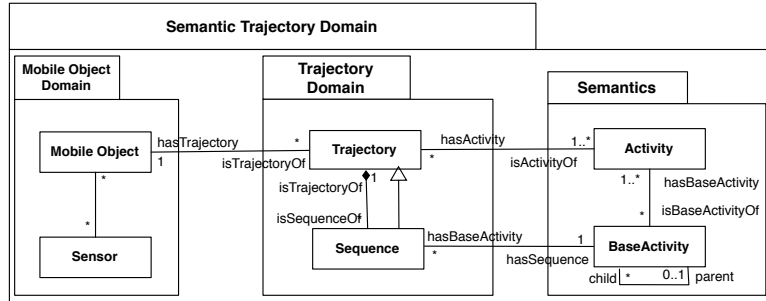 Semantic Trajectory Domain
Mobile Object
Domain
Trajectory
Domain
Semantics
Mobile Object
hasTrajectory
1
*
isTrajectoryOf
Trajectory
hasActivity
*
1..*
isActivityOf
Activity
*
*
Sensor
isTrajectoryOf
1
isSequenceOf
*
Sequence
1..*
hasBaseActivity
*
isBaseActivityOf
hasBaseActivity
*
1
hasSequence
BaseActivity
child
*
0..1
parent